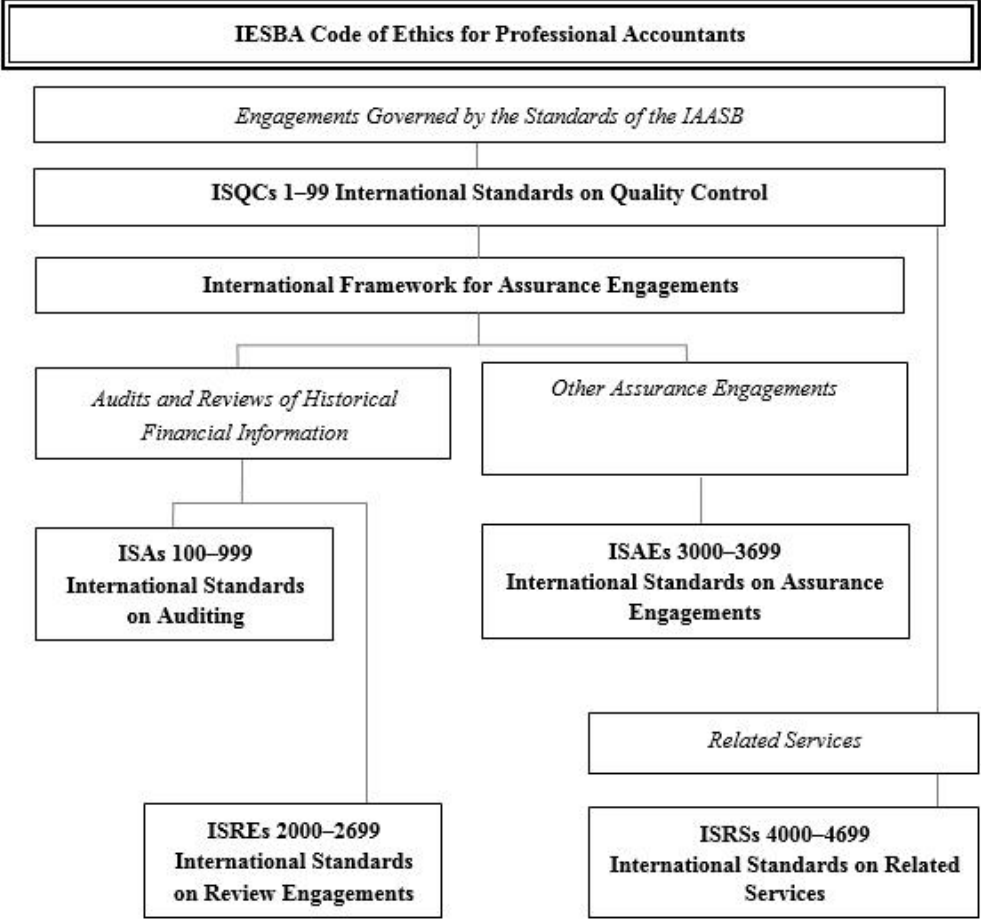 IESBA Code of Ethics for Professional Accountants
Engagements Governed by the Standards of the IAASB
ISQCs 1–99 International Standards on Quality Control
International Framework for Assurance Engagements
Audits and Reviews of Historical
Financial Information
Other Assurance Engagements
ISAs 100–999
International Standards
on Auditing
ISAEs 3000–3699
International Standards on Assurance
Engagements
Related Services
ISREs 2000–2699
International Standards
on Review Engagements
ISRSs 4000–4699
International Standards on Related
Services